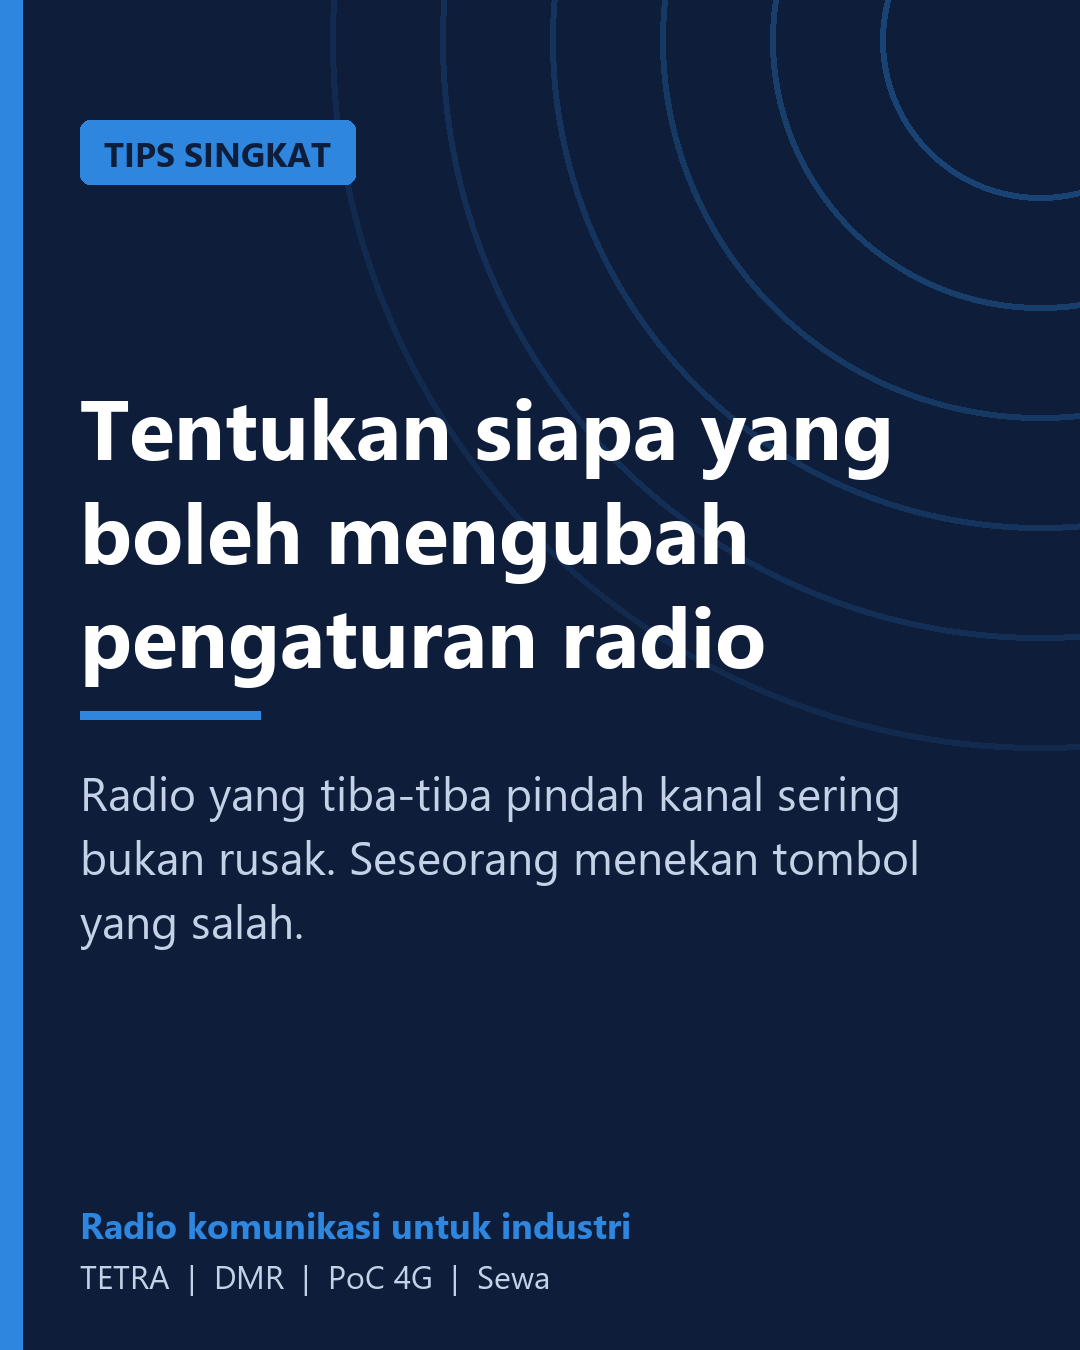 TIPS SINGKAT
Tentukan siapa yang
boleh mengubah
pengaturan radio
Radio yang tiba-tiba pindah kanal sering
bukan rusak. Seseorang menekan tombol
yang salah.
Radio komunikasi untuk industri
TETRA | DMR | PoC 4G | Sewa